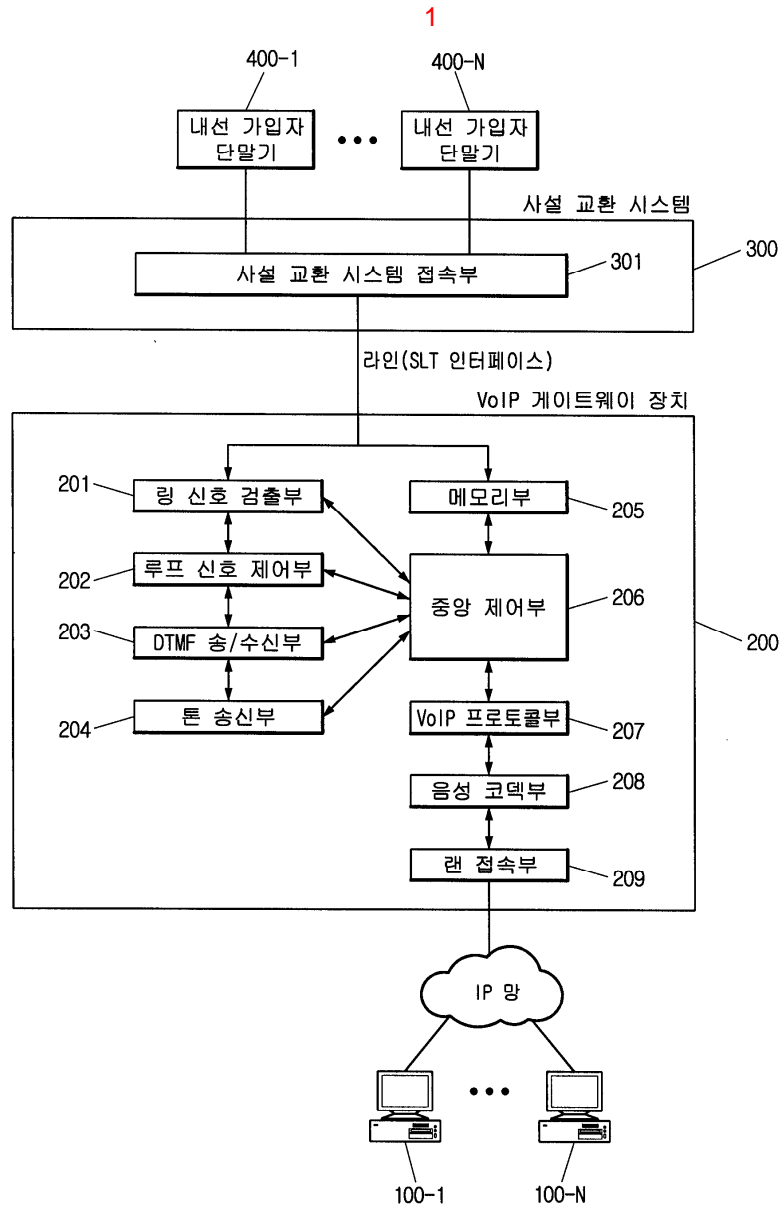 1
400-1
400-N
내선 가입자
단말기
내선 가입자
단말기
사설 교환 시스템
사설 교환 시스템 접속부
301
300
라인(SLT 인터페이스)
VoIP 게이트웨이 장치
201
링 신호 검출부
메모리부
205
202
루프 신호 제어부
중앙 제어부
206
203
DTMF 송/수신부
200
204
톤 송신부
VoIP 프로토콜부
207
음성 코덱부
208
랜 접속부
209
IP 망
100-1
100-N